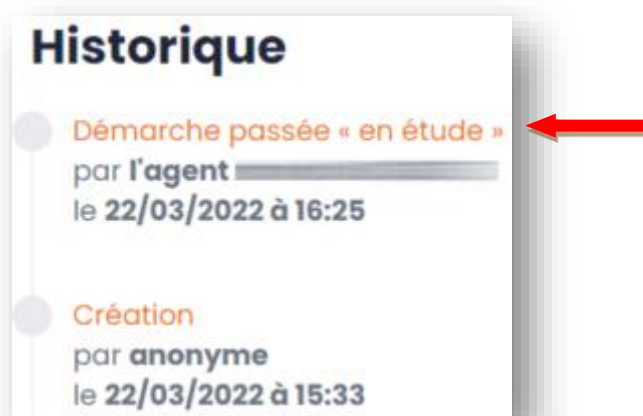 Historique
Démarche passée « en étude »
par l'agent
le 22/03/2022 à 16:25
Création
par anonyme
le 22/03/2022 à 15:33